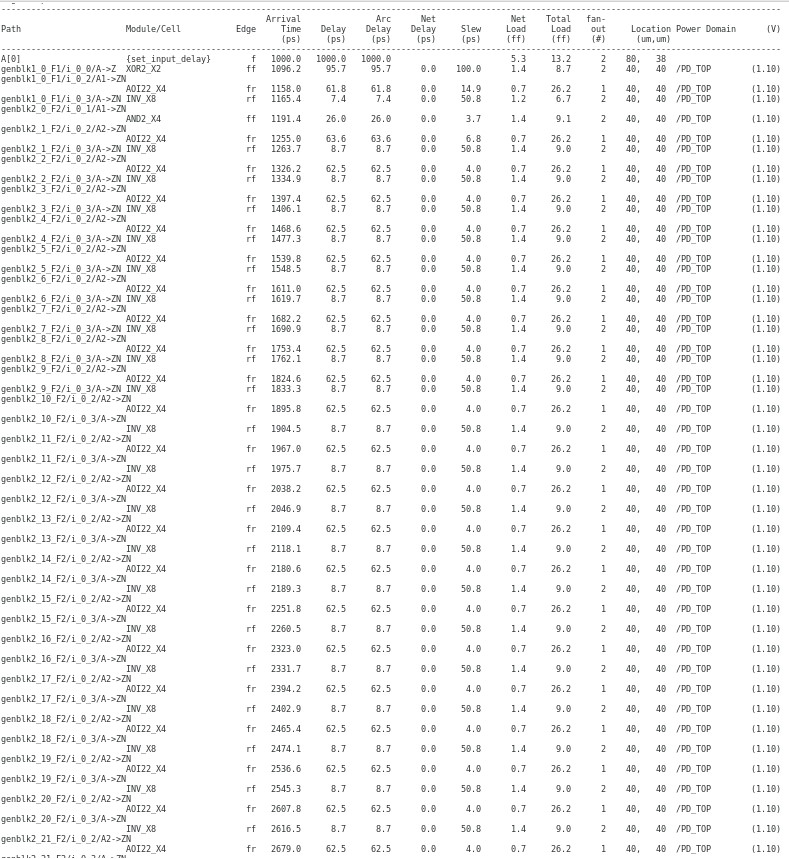 Arrival Arc Net Net Total fan-
Path Module/Cell Edge Time Delay Delay Delay Slew Load Load out Location Power Domain (V)
(ps) (ps) (ps) (ps) (ps) (ff) (ff) (#) (um,um)
A[0] {set_input_delay} f 1000.0 1000.0 1000.0 5.3 13.2 2 80, 38
genblk1_0_F1/i_0_0/A->Z XOR2_X2 ff 1096.2 95.7 95.7 0.0 100.0 1.4 8.7 2 40, 40 /PD_TOP (1.10)
genblk1_0_F1/i_0_2/A1->ZN
AOI22_X4 fr 1158.0 61.8 61.8 0.0 14.9 0.7 26.2 1 40, 40 /PD_TOP (1.10)
genblk1_0_F1/i_0_3/A->ZN INV_X8 rf 1165.4 7.4 7.4 0.0 50.8 1.2 6.7 2 40, 40 /PD_TOP (1.10)
genblk2_0_F2/i_0_1/A1->ZN
AND2_X4 ff 1191.4 26.0 26.0 0.0 3.7 1.4 9.1 2 40, 40 /PD_TOP (1.10)
genblk2_1_F2/i_0_2/A2->ZN
AOI22_X4 fr 1255.0 63.6 63.6 0.0 6.8 0.7 26.2 1 40, 40 /PD_TOP (1.10)
genblk2_1_F2/i_0_3/A->ZN INV_X8 rf 1263.7 8.7 8.7 0.0 50.8 1.4 9.0 2 40, 40 /PD_TOP (1.10)
genblk2_2_F2/i_0_2/A2->ZN
AOI22_X4 fr 1326.2 62.5 62.5 0.0 4.0 0.7 26.2 1 40, 40 /PD_TOP (1.10)
genblk2_2_F2/i_0_3/A->ZN INV_X8 rf 1334.9 8.7 8.7 0.0 50.8 1.4 9.0 2 40, 40 /PD_TOP (1.10)
genblk2_3_F2/i_0_2/A2->ZN
AOI22_X4 fr 1397.4 62.5 62.5 0.0 4.0 0.7 26.2 1 40, 40 /PD_TOP (1.10)
genblk2_3_F2/i_0_3/A->ZN INV_X8 rf 1406.1 8.7 8.7 0.0 50.8 1.4 9.0 2 40, 40 /PD_TOP (1.10)
genblk2_4_F2/i_0_2/A2->ZN
AOI22_X4 fr 1468.6 62.5 62.5 0.0 4.0 0.7 26.2 1 40, 40 /PD_TOP (1.10)
genblk2_4_F2/i_0_3/A->ZN INV_X8 rf 1477.3 8.7 8.7 0.0 50.8 1.4 9.0 2 40, 40 /PD_TOP (1.10)
genblk2_5_F2/i_0_2/A2->ZN
AOI22_X4 fr 1539.8 62.5 62.5 0.0 4.0 0.7 26.2 1 40, 40 /PD_TOP (1.10)
genblk2_5_F2/i_0_3/A->ZN INV_X8 rf 1548.5 8.7 8.7 0.0 50.8 1.4 9.0 2 40, 40 /PD_TOP (1.10)
genblk2_6_F2/i_0_2/A2->ZN
AOI22_X4 fr 1611.0 62.5 62.5 0.0 4.0 0.7 26.2 1 40, 40 /PD_TOP (1.10)
genblk2_6_F2/i_0_3/A->ZN INV_X8 rf 1619.7 8.7 8.7 0.0 50.8 1.4 9.0 2 40, 40 /PD_TOP (1.10)
genblk2_7_F2/i_0_2/A2->ZN
AOI22_X4 fr 1682.2 62.5 62.5 0.0 4.0 0.7 26.2 1 40, 40 /PD_TOP (1.10)
genblk2_7_F2/i_0_3/A->ZN INV_X8 rf 1690.9 8.7 8.7 0.0 50.8 1.4 9.0 2 40, 40 /PD_TOP (1.10)
genblk2_8_F2/i_0_2/A2->ZN
AOI22_X4 fr 1753.4 62.5 62.5 0.0 4.0 0.7 26.2 1 40, 40 /PD_TOP (1.10)
genblk2_8_F2/i_0_3/A->ZN INV_X8 rf 1762.1 8.7 8.7 0.0 50.8 1.4 9.0 2 40, 40 /PD_TOP (1.10)
genblk2_9_F2/i_0_2/A2->ZN
AOI22_X4 fr 1824.6 62.5 62.5 0.0 4.0 0.7 26.2 1 40, 40 /PD_TOP (1.10)
genblk2_9_F2/i_0_3/A->ZN INV_X8 rf 1833.3 8.7 8.7 0.0 50.8 1.4 9.0 2 40, 40 /PD_TOP (1.10)
genblk2_10_F2/i_0_2/A2->ZN
AOI22_X4 fr 1895.8 62.5 62.5 0.0 4.0 0.7 26.2 1 40, 40 /PD_TOP (1.10)
genblk2_10_F2/i_0_3/A->ZN
INV_X8 rf 1904.5 8.7 8.7 0.0 50.8 1.4 9.0 2 40, 40 /PD_TOP (1.10)
genblk2_11_F2/i_0_2/A2->ZN
AOI22_X4 fr 1967.0 62.5 62.5 0.0 4.0 0.7 26.2 1 40, 40 /PD_TOP (1.10)
genblk2_11_F2/i_0_3/A->ZN
INV_X8 rf 1975.7 8.7 8.7 0.0 50.8 1.4 9.0 2 40, 40 /PD_TOP (1.10)
genblk2_12_F2/i_0_2/A2->ZN
AOI22_X4 fr 2038.2 62.5 62.5 0.0 4.0 0.7 26.2 1 40, 40 /PD_TOP (1.10)
genblk2_12_F2/i_0_3/A->ZN
INV_X8 rf 2046.9 8.7 8.7 0.0 50.8 1.4 9.0 2 40, 40 /PD_TOP (1.10)
genblk2_13_F2/i_0_2/A2->ZN
AOI22_X4 fr 2109.4 62.5 62.5 0.0 4.0 0.7 26.2 1 40, 40 /PD_TOP (1.10)
genblk2_13_F2/i_0_3/A->ZN
INV_X8 rf 2118.1 8.7 8.7 0.0 50.8 1.4 9.0 2 40, 40 /PD_TOP (1.10)
genblk2_14_F2/i_0_2/A2->ZN
AOI22_X4 fr 2180.6 62.5 62.5 0.0 4.0 0.7 26.2 1 40, 40 /PD_TOP (1.10)
genblk2_14_F2/i_0_3/A->ZN
INV_X8 rf 2189.3 8.7 8.7 0.0 50.8 1.4 9.0 2 40, 40 /PD_TOP (1.10)
genblk2_15_F2/i_0_2/A2->ZN
AOI22_X4 fr 2251.8 62.5 62.5 0.0 4.0 0.7 26.2 1 40, 40 /PD_TOP (1.10)
genblk2_15_F2/i_0_3/A->ZN
INV_X8 rf 2260.5 8.7 8.7 0.0 50.8 1.4 9.0 2 40, 40 /PD_TOP (1.10)
genblk2_16_F2/i_0_2/A2->ZN
AOI22_X4 fr 2323.0 62.5 62.5 0.0 4.0 0.7 26.2 1 40, 40 /PD_TOP (1.10)
genblk2_16_F2/i_0_3/A->ZN
INV_X8 rf 2331.7 8.7 8.7 0.0 50.8 1.4 9.0 2 40, 40 /PD_TOP (1.10)
genblk2_17_F2/i_0_2/A2->ZN
AOI22_X4 fr 2394.2 62.5 62.5 0.0 4.0 0.7 26.2 1 40, 40 /PD_TOP (1.10)
genblk2_17_F2/i_0_3/A->ZN
INV_X8 rf 2402.9 8.7 8.7 0.0 50.8 1.4 9.0 2 40, 40 /PD_TOP (1.10)
genblk2_18_F2/i_0_2/A2->ZN
AOI22_X4 fr 2465.4 62.5 62.5 0.0 4.0 0.7 26.2 1 40, 40 /PD_TOP (1.10)
genblk2_18_F2/i_0_3/A->ZN
INV_X8 rf 2474.1 8.7 8.7 0.0 50.8 1.4 9.0 2 40, 40 /PD_TOP (1.10)
genblk2_19_F2/i_0_2/A2->ZN
AOI22_X4 fr 2536.6 62.5 62.5 0.0 4.0 0.7 26.2 1 40, 40 /PD_TOP (1.10)
genblk2_19_F2/i_0_3/A->ZN
INV_X8 rf 2545.3 8.7 8.7 0.0 50.8 1.4 9.0 2 40, 40 /PD_TOP (1.10)
genblk2_20_F2/i_0_2/A2->ZN
AOI22_X4 fr 2607.8 62.5 62.5 0.0 4.0 0.7 26.2 1 40, 40 /PD_TOP (1.10)
genblk2_20_F2/i_0_3/A->ZN
INV_X8 rf 2616.5 8.7 8.7 0.0 50.8 1.4 9.0 2 40, 40 /PD_TOP (1.10)
genblk2_21_F2/i_0_2/A2->ZN
AOI22_X4 fr 2679.0 62.5 62.5 0.0 4.0 0.7 26.2 1 40, 40 /PD_TOP (1.10)